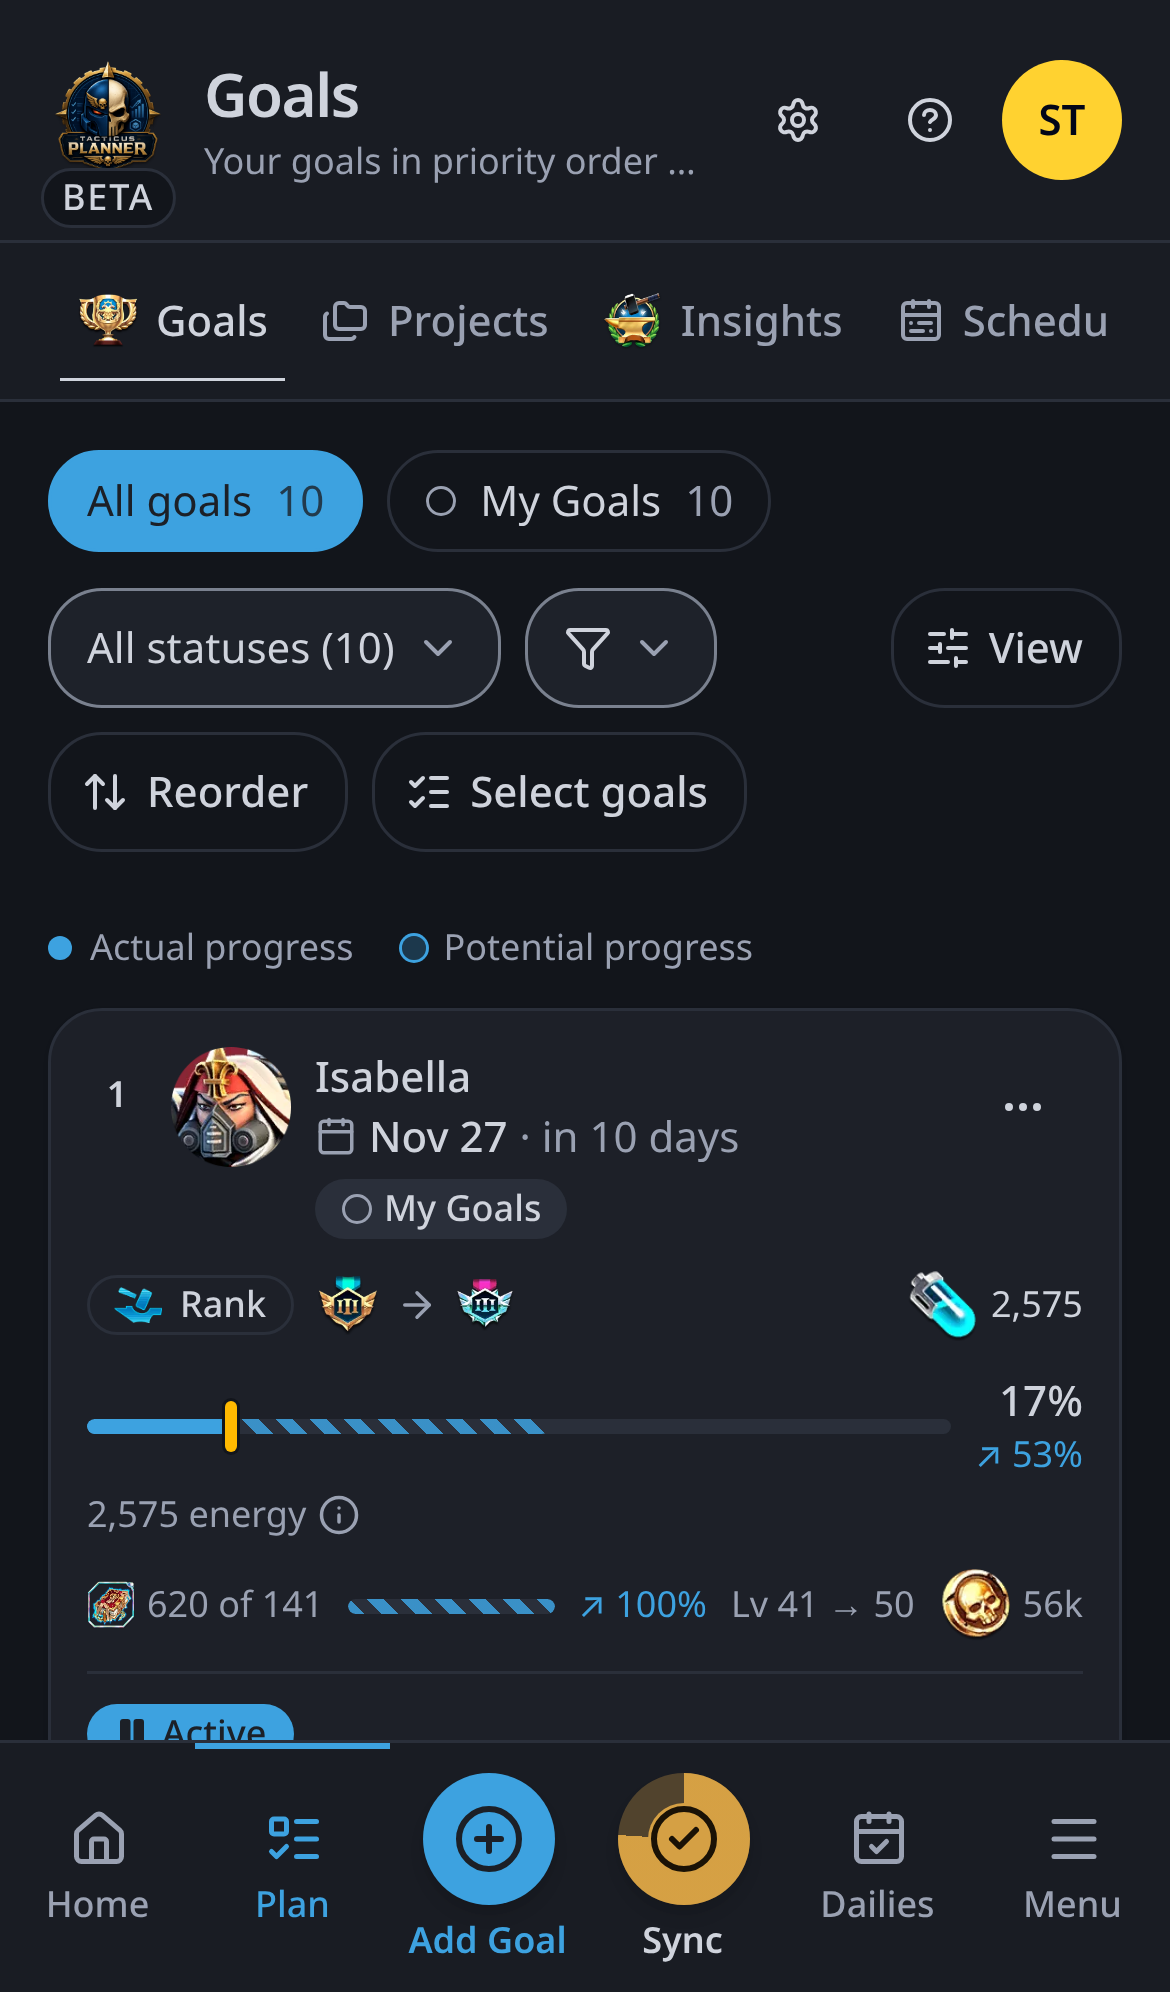 TACTICUS
PLANNER
BETA
Goals
Your goals in priority order ...
ST
Goals
Projects
Insights
Schedu
All goals 10
My Goals 10
All statuses (10)
View
Reorder
Select goals
Actual progress
Potential progress
1
Isabella
Nov 27 · in 10 days
My Goals
Rank
III → III
2,575
17%
↗ 53%
2,575 energy
620 of 141
↗ 100%
Lv 41 → 50
56k
Active
Home
Plan
Add Goal
Sync
Dailies
Menu